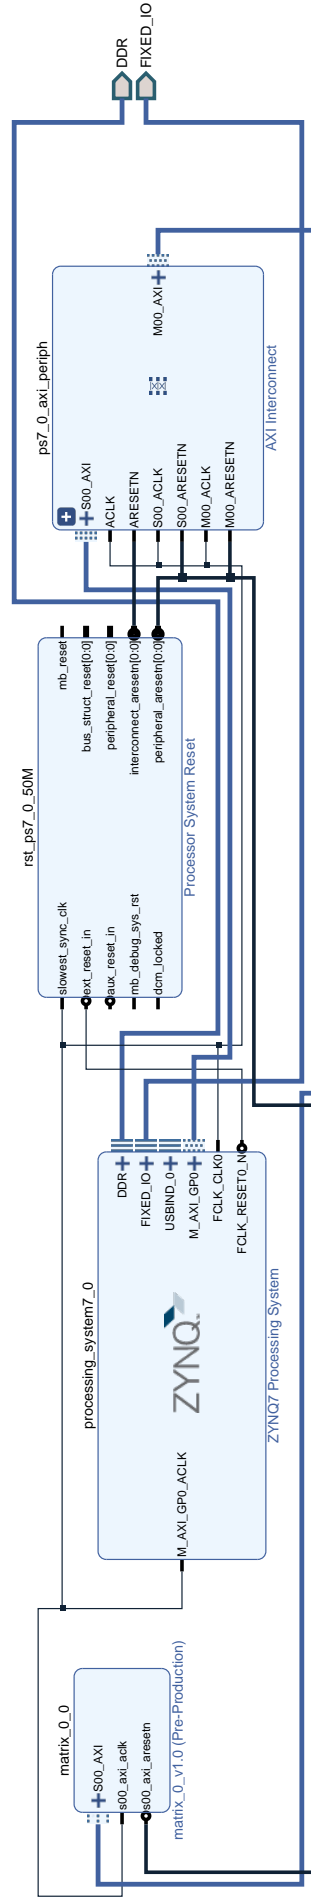 matrix_0_0
S00_AXI
s00_axi_aclk
s00_axi_aresetn
matrix_0_v1.0 (Pre-Production)
processing_system7_0
M_AXI_GP0_ACLK
ZYNQ
DDR
FIXED_IO
USBIND_0
M_AXI_GP0
FCLK_CLK0
FCLK_RESET0_N
ZYNQ7 Processing System
rst_ps7_0_50M
slowest_sync_clk
ext_reset_in
aux_reset_in
mb_debug_sys_rst
dcm_locked
mb_reset
bus_struct_reset[0:0]
peripheral_reset[0:0]
interconnect_aresetn[0:0]
peripheral_aresetn[0:0]
Processor System Reset
ps7_0_axi_periph
S00_AXI
ACLK
ARESETN
S00_ACLK
S00_ARESETN
M00_ACLK
M00_ARESETN
M00_AXI
AXI Interconnect
DDR
FIXED_IO